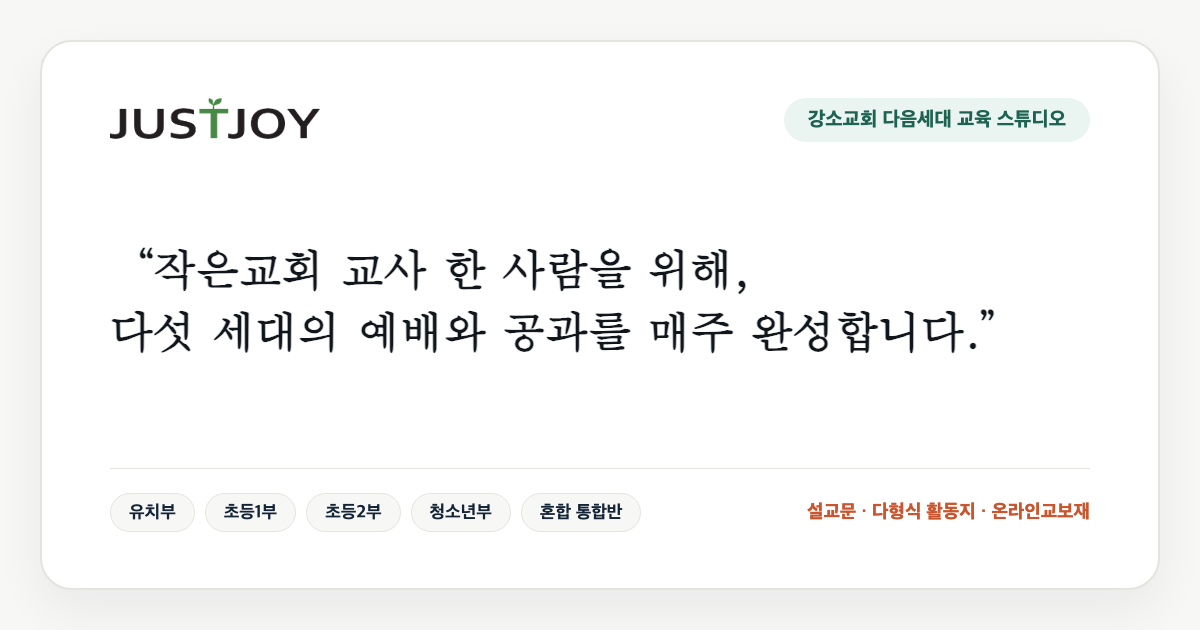 JUSTJOY
강소교회 다음세대 교육 스튜디오
“작은교회 교사 한 사람을 위해,
다섯 세대의 예배와 공과를 매주 완성합니다.”
유치부
초등1부
초등2부
청소년부
혼합 통합반
설교문 · 다형식 활동지 · 온라인교보재